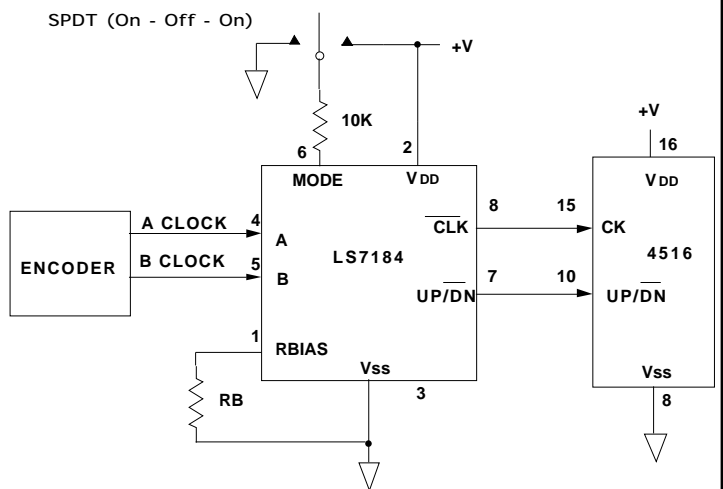 SPDT (On - Off - On)
+V
10K
6
2
+V
16
MODE
VDD
VDD
8
15
A CLOCK
4
CLK
CK
A
ENCODER
LS7184
4516
B CLOCK
5
B
7
10
UP/DN
UP/DN
1
RBIAS
Vss
Vss
RB
3
8